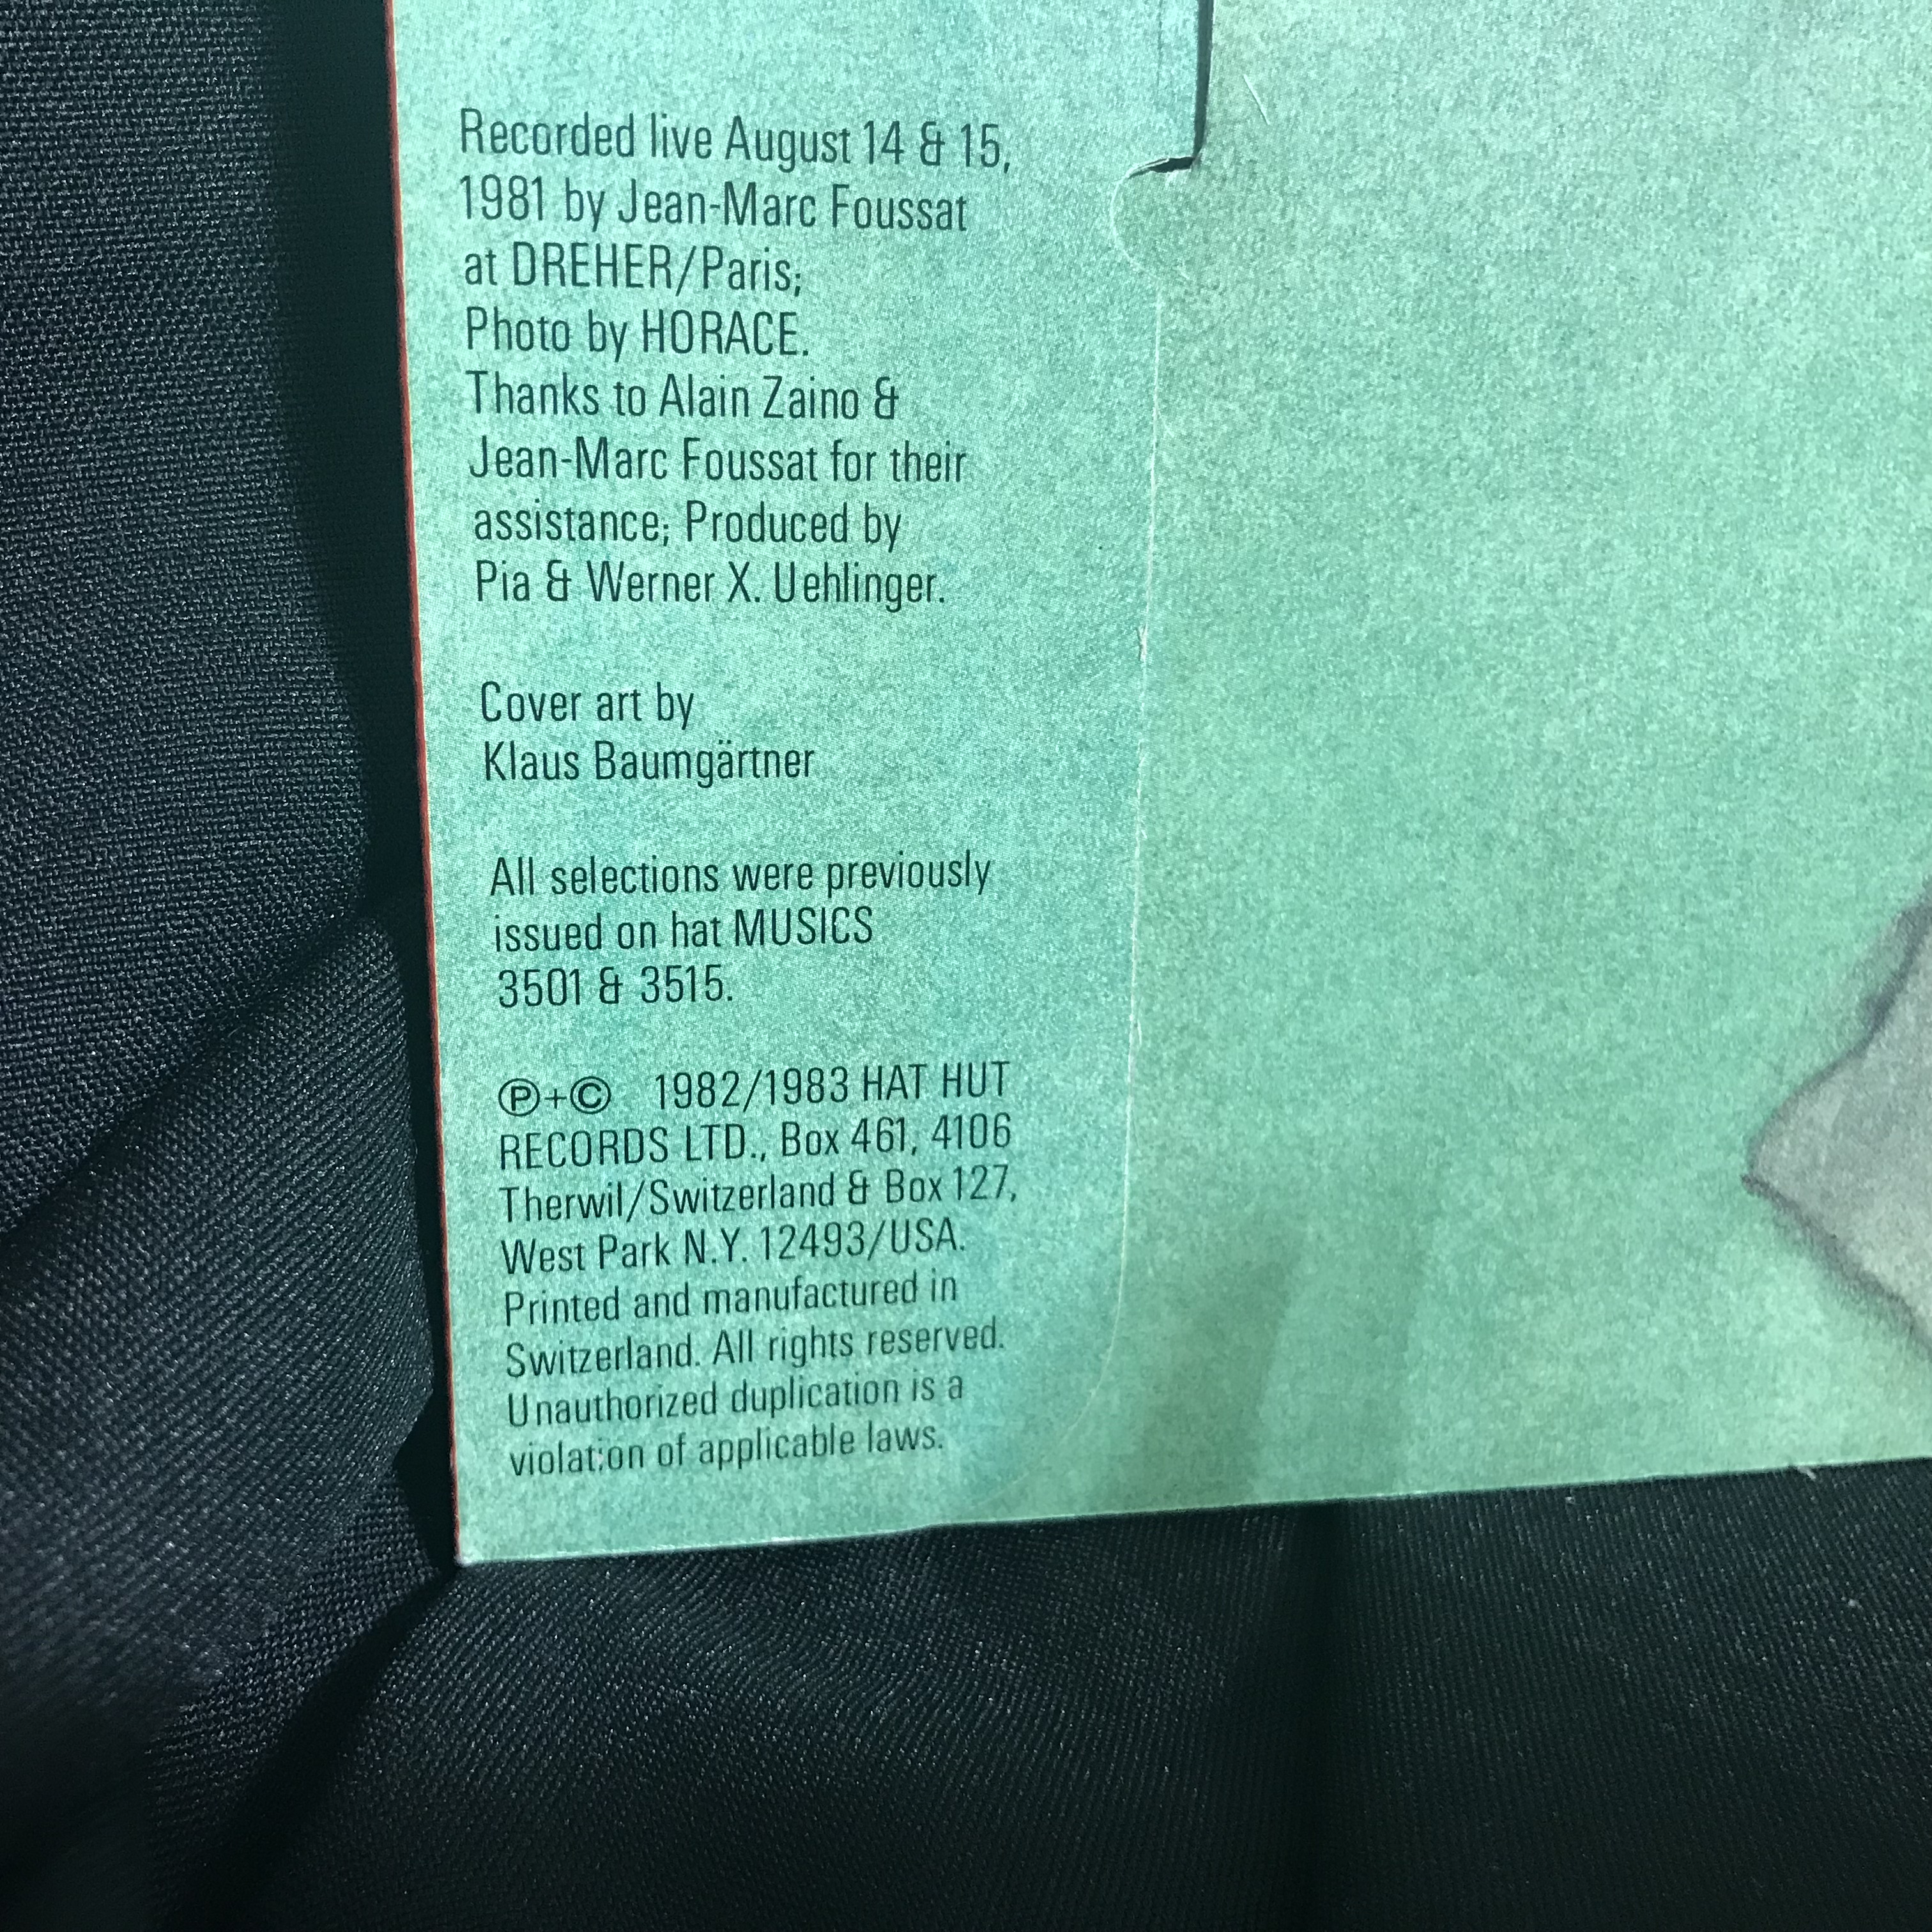 Recorded live August 14 & 15,
1981 by Jean-Marc Foussat
at DREHER/Paris;
Photo by HORACE.
Thanks to Alain Zaino &
Jean-Marc Foussat for their
assistance; Produced by
Pia & Werner X. Uehlinger.
Cover art by
Klaus Baumgärtner
All selections were previously
issued on hat MUSICS
3501 & 3515.
Ⓟ+© 1982/1983 HAT HUT
RECORDS LTD., Box 461, 4106
Therwil/Switzerland & Box 127,
West Park N.Y. 12493/USA.
Printed and manufactured in
Switzerland. All rights reserved.
Unauthorized duplication is a
violation of applicable laws.